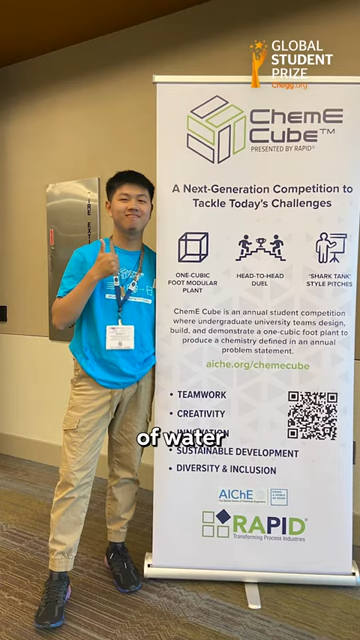 GLOBAL
STUDENT
PRIZE
Chegg.org
ChemE
Cube™
PRESENTED BY RAPID®
A Next-Generation Competition to
Tackle Today's Challenges
ONE-CUBIC
FOOT MODULAR
PLANT
HEAD-TO-HEAD
DUEL
'SHARK TANK'
STYLE PITCHES
ChemE Cube is an annual student competition
where undergraduate university teams design,
build, and demonstrate a one-cubic foot plant to
produce a chemistry defined in an annual
problem statement.
aiche.org/chemecube
• TEAMWORK
• CREATIVITY
• INNOVATION
of water
• SUSTAINABLE DEVELOPMENT
• DIVERSITY & INCLUSION
AIChE
RAPID®
Transforming Process Industries